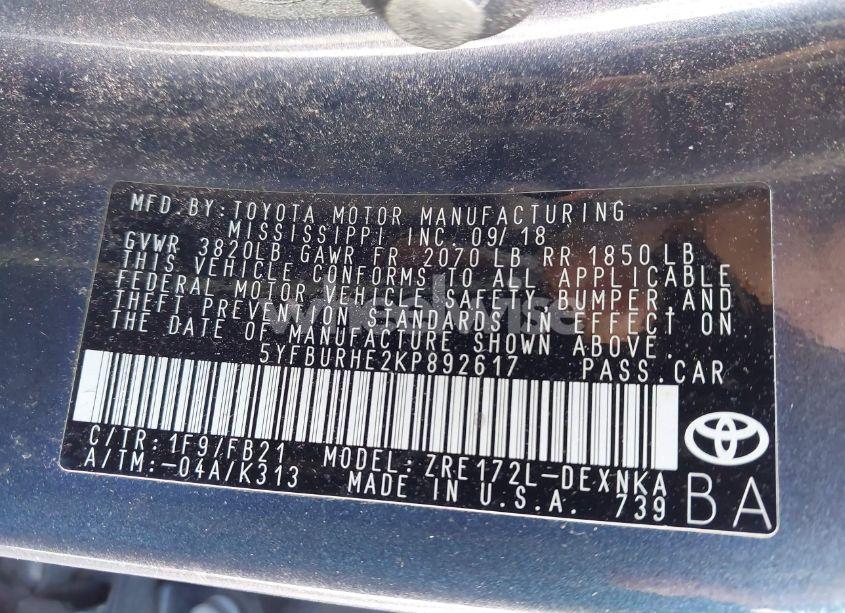 MFD.BY: TOYOTA MOTOR MANUFACTURING
MISSISSIPPI INC. 09/18
GVWR 3820LB GAWR FR 2070 LB RR 1850 LB
THIS VEHICLE CONFORMS TO ALL APPLICABLE
FEDERAL MOTOR VEHICLE SAFETY, BUMPER AND
THEFT PREVENTION STANDARDS IN EFFECT ON
THE DATE OF MANUFACTURE SHOWN ABOVE.
5YFBURHE2KP892617 PASS.CAR
C/TR: 1F9/FB21 MODEL: ZRE172L-DEXNKA
A/TM: -04A/K313 MADE IN U.S.A. 739
BA